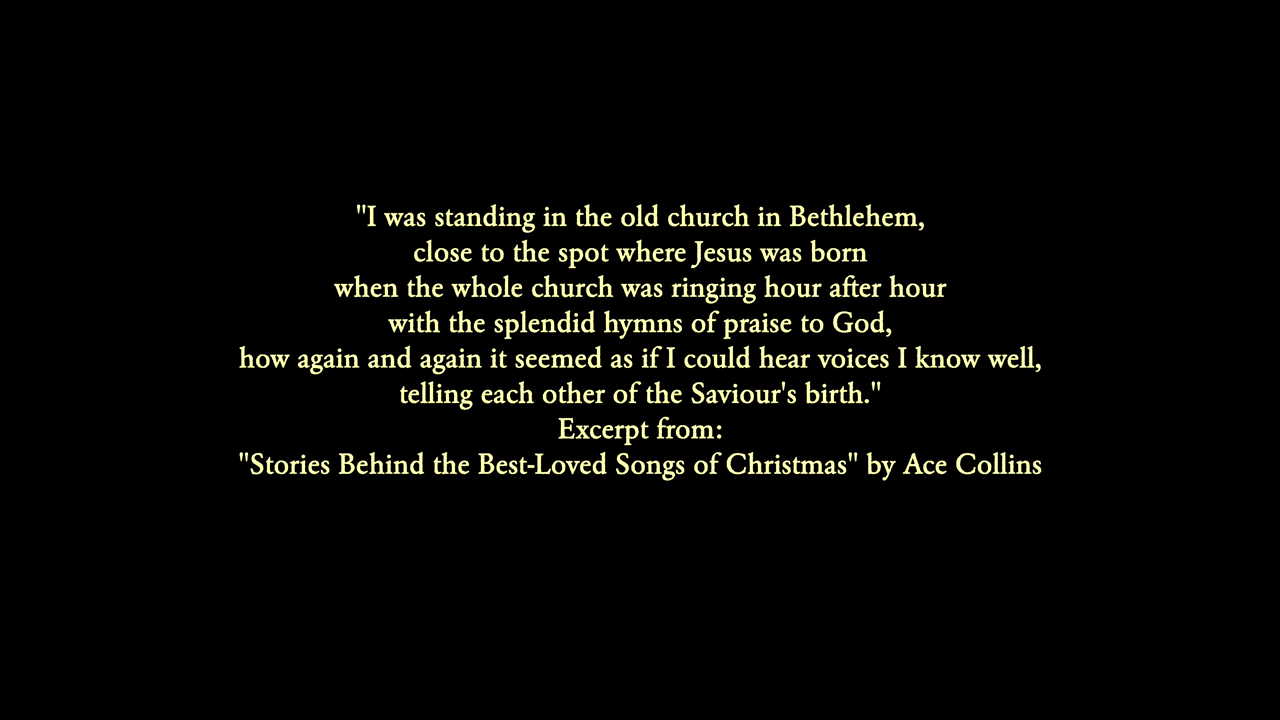 "I was standing in the old church in Bethlehem,
close to the spot where Jesus was born
when the whole church was ringing hour after hour
with the splendid hymns of praise to God,
how again and again it seemed as if I could hear voices I know well,
telling each other of the Saviour's birth."
Excerpt from:
"Stories Behind the Best-Loved Songs of Christmas" by Ace Collins